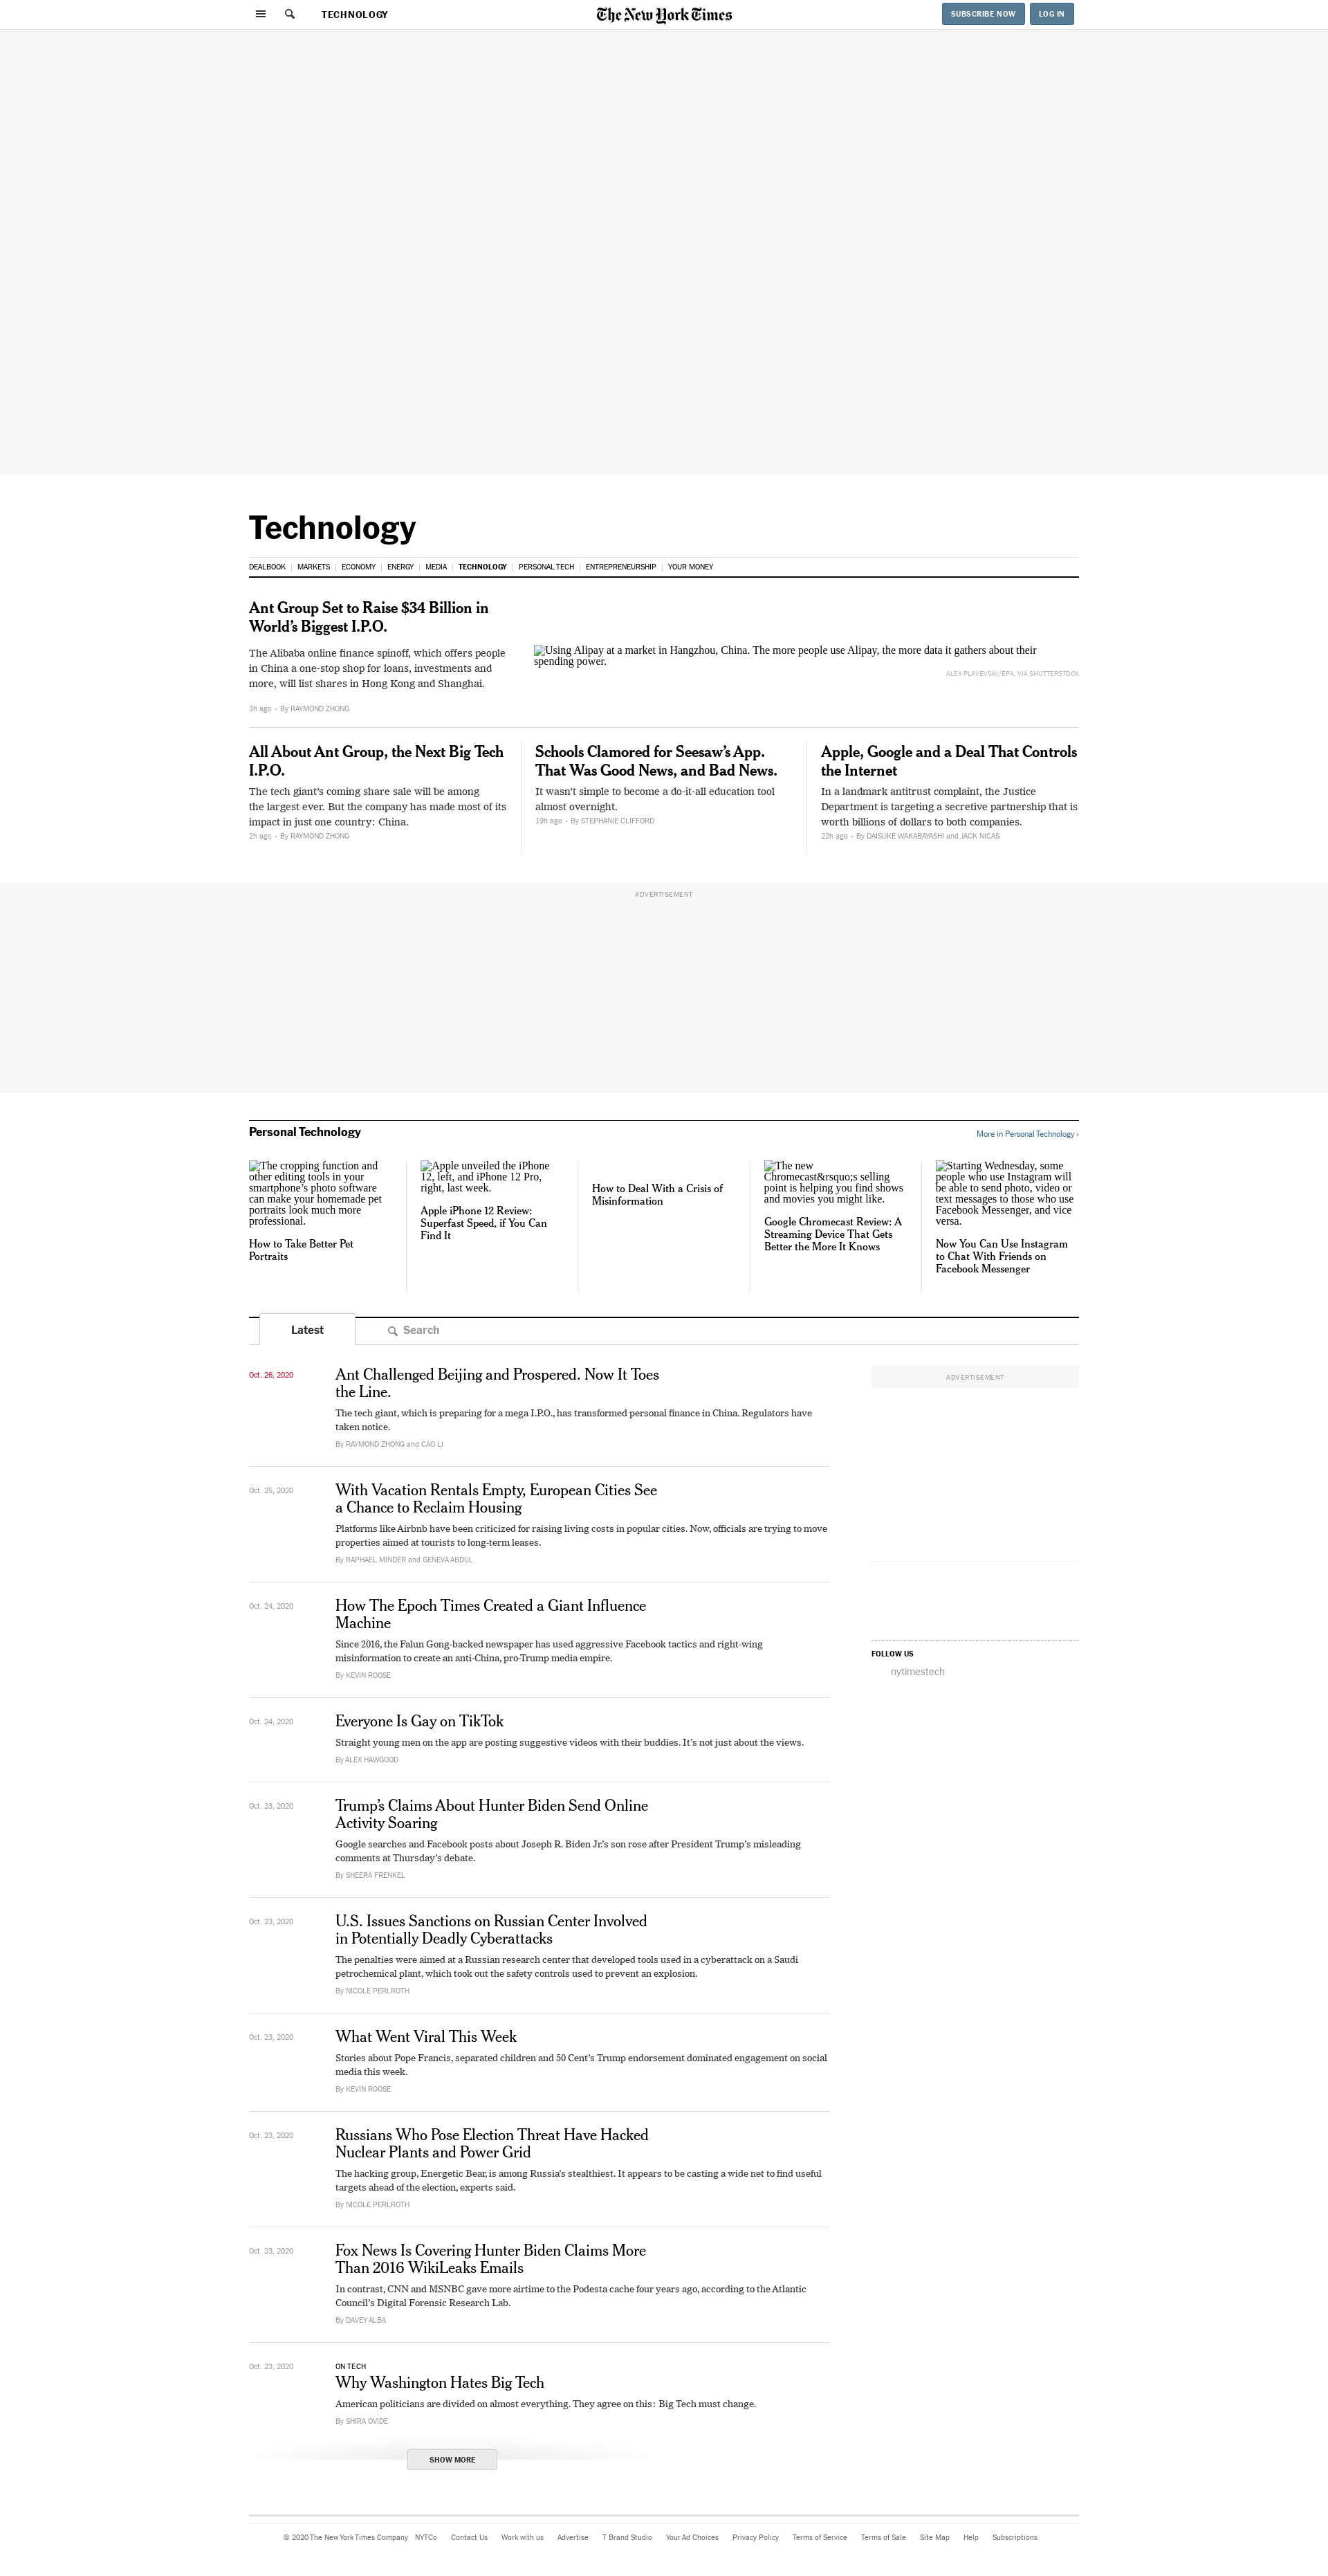 TECHNOLOGY
The New York Times
SUBSCRIBE NOW
LOG IN
Technology
DEALBOOK
MARKETS
ECONOMY
ENERGY
MEDIA
TECHNOLOGY
PERSONAL TECH
ENTREPRENEURSHIP
YOUR MONEY
Ant Group Set to Raise $34 Billion in
World’s Biggest I.P.O.
The Alibaba online finance spinoff, which offers people
in China a one-stop shop for loans, investments and
more, will list shares in Hong Kong and Shanghai.
3h ago • By RAYMOND ZHONG
Using Alipay at a market in Hangzhou, China. The more people use Alipay, the more data it gathers about their
spending power.
ALEX PLAVEVSKI/EPA, VIA SHUTTERSTOCK
All About Ant Group, the Next Big Tech
I.P.O.
The tech giant’s coming share sale will be among
the largest ever. But the company has made most of its
impact in just one country: China.
2h ago • By RAYMOND ZHONG
Schools Clamored for Seesaw’s App.
That Was Good News, and Bad News.
It wasn’t simple to become a do-it-all education tool
almost overnight.
19h ago • By STEPHANIE CLIFFORD
Apple, Google and a Deal That Controls
the Internet
In a landmark antitrust complaint, the Justice
Department is targeting a secretive partnership that is
worth billions of dollars to both companies.
22h ago • By DAISUKE WAKABAYASHI and JACK NICAS
ADVERTISEMENT
Personal Technology
More in Personal Technology ›
The cropping function and
other editing tools in your
smartphone’s photo software
can make your homemade pet
portraits look much more
professional.
How to Take Better Pet
Portraits
Apple unveiled the iPhone
12, left, and iPhone 12 Pro,
right, last week.
Apple iPhone 12 Review:
Superfast Speed, if You Can
Find It
How to Deal With a Crisis of
Misinformation
The new
Chromecast&rsquo;s selling
point is helping you find shows
and movies you might like.
Google Chromecast Review: A
Streaming Device That Gets
Better the More It Knows
Starting Wednesday, some
people who use Instagram will
be able to send photo, video or
text messages to those who use
Facebook Messenger, and vice
versa.
Now You Can Use Instagram
to Chat With Friends on
Facebook Messenger
Latest
Search
Oct. 26, 2020
Ant Challenged Beijing and Prospered. Now It Toes
the Line.
The tech giant, which is preparing for a mega I.P.O., has transformed personal finance in China. Regulators have
taken notice.
By RAYMOND ZHONG and CAO LI
ADVERTISEMENT
Oct. 25, 2020
With Vacation Rentals Empty, European Cities See
a Chance to Reclaim Housing
Platforms like Airbnb have been criticized for raising living costs in popular cities. Now, officials are trying to move
properties aimed at tourists to long-term leases.
By RAPHAEL MINDER and GENEVA ABDUL
Oct. 24, 2020
How The Epoch Times Created a Giant Influence
Machine
Since 2016, the Falun Gong-backed newspaper has used aggressive Facebook tactics and right-wing
misinformation to create an anti-China, pro-Trump media empire.
By KEVIN ROOSE
FOLLOW US
nytimestech
Oct. 24, 2020
Everyone Is Gay on TikTok
Straight young men on the app are posting suggestive videos with their buddies. It’s not just about the views.
By ALEX HAWGOOD
Oct. 23, 2020
Trump’s Claims About Hunter Biden Send Online
Activity Soaring
Google searches and Facebook posts about Joseph R. Biden Jr.’s son rose after President Trump’s misleading
comments at Thursday’s debate.
By SHEERA FRENKEL
Oct. 23, 2020
U.S. Issues Sanctions on Russian Center Involved
in Potentially Deadly Cyberattacks
The penalties were aimed at a Russian research center that developed tools used in a cyberattack on a Saudi
petrochemical plant, which took out the safety controls used to prevent an explosion.
By NICOLE PERLROTH
Oct. 23, 2020
What Went Viral This Week
Stories about Pope Francis, separated children and 50 Cent’s Trump endorsement dominated engagement on social
media this week.
By KEVIN ROOSE
Oct. 23, 2020
Russians Who Pose Election Threat Have Hacked
Nuclear Plants and Power Grid
The hacking group, Energetic Bear, is among Russia’s stealthiest. It appears to be casting a wide net to find useful
targets ahead of the election, experts said.
By NICOLE PERLROTH
Oct. 23, 2020
Fox News Is Covering Hunter Biden Claims More
Than 2016 WikiLeaks Emails
In contrast, CNN and MSNBC gave more airtime to the Podesta cache four years ago, according to the Atlantic
Council’s Digital Forensic Research Lab.
By DAVEY ALBA
Oct. 23, 2020
ON TECH
Why Washington Hates Big Tech
American politicians are divided on almost everything. They agree on this: Big Tech must change.
By SHIRA OVIDE
SHOW MORE
© 2020 The New York Times Company
NYTCo
Contact Us
Work with us
Advertise
T Brand Studio
Your Ad Choices
Privacy Policy
Terms of Service
Terms of Sale
Site Map
Help
Subscriptions